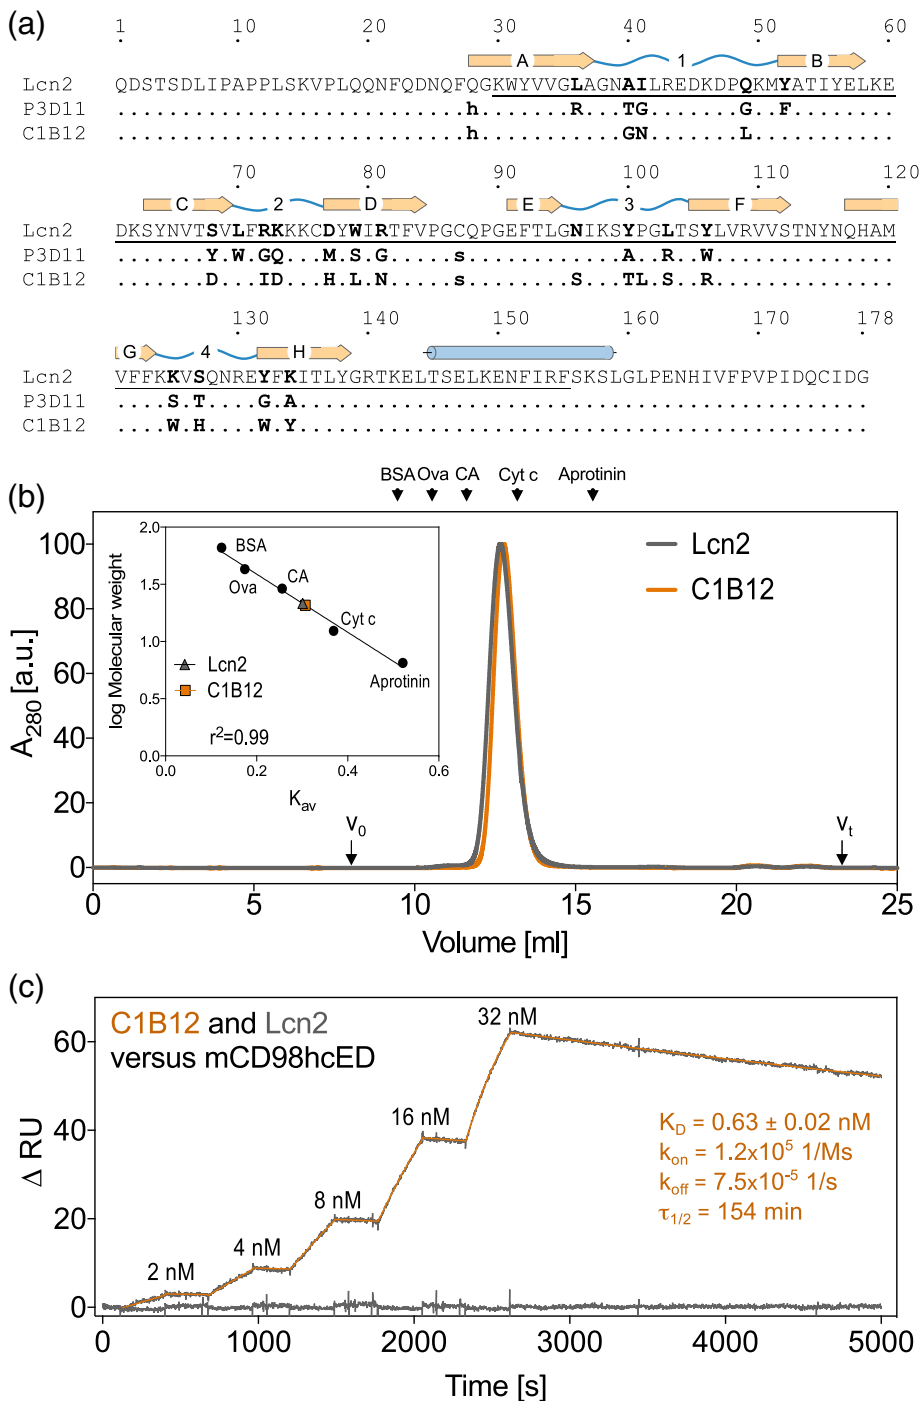 (a)
1 10 20 30 40 50 60
A 1 B
Lcn2 QDSTSDLIPAPPLSKVPLQQNFQDNQFQGKWYVVGLAGNAILREDKDPQKMYATIYELKE
P3D11 ...........................h.......R...TG.......G..F........
C1B12 ...........................h...........GN.......L...........
70 80 90 100 110 120
C 2 D E 3 F
Lcn2 DKSYNVTSVLFRKKKCDYWIRTFVPGCQPGEFTLGNIKSYPGLTSYLVRVVSTNYNQHAM
P3D11 .......Y.W.GQ...M.S.G.....s............A..R..W..............
C1B12 .......D...ID...H.L.N.....s........S...TL.S..S..............
130 140 150 160 170 178
G 4 H
Lcn2 VFFKKVSQNREYFKITLYGRTKELTSELKENFIRFSKSLGLPENHIVFPVPIDQCIDG
P3D11 ....S.T....G.A............................................
C1B12 ....W.H....W.Y............................................
(b)
BSA Ova CA Cyt c Aprotinin
A280 [a.u.]
100
80
60
40
20
0
0 5 10 15 20 25
Volume [ml]
V0
Vt
Lcn2
C1B12
log Molecular weight
2.0
1.5
1.0
0.5
0.0
0.0 0.2 0.4 0.6
Kav
BSA
Ova
CA
Cyt c
Aprotinin
Lcn2
C1B12
r²=0.99
(c)
C1B12 and Lcn2
versus mCD98hcED
Δ RU
60
40
20
0
0 1000 2000 3000 4000 5000
Time [s]
2 nM
4 nM
8 nM
16 nM
32 nM
KD = 0.63 ± 0.02 nM
kon = 1.2x10⁵ 1/Ms
koff = 7.5x10⁻⁵ 1/s
τ1/2 = 154 min